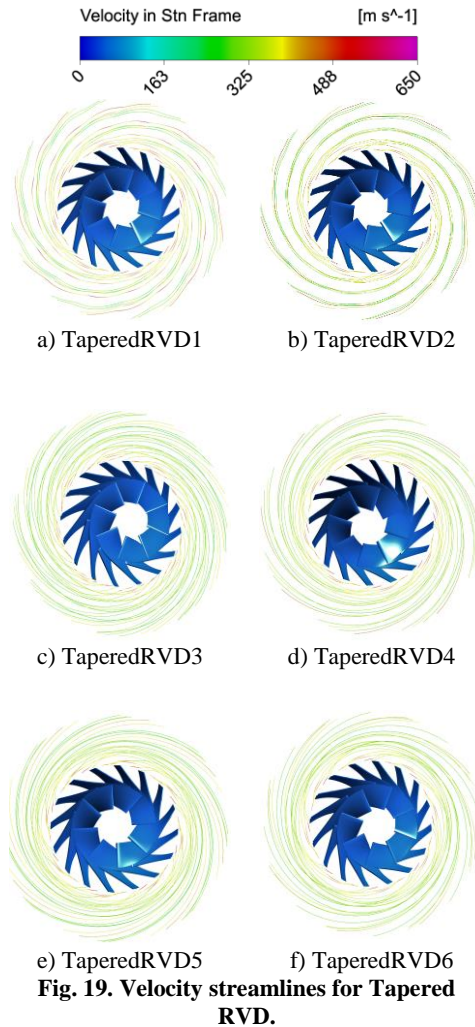 Velocity in Stn Frame [m s^-1]
0 163 325 488 650
a) TaperedRVD1 b) TaperedRVD2
c) TaperedRVD3 d) TaperedRVD4
e) TaperedRVD5 f) TaperedRVD6
Fig. 19. Velocity streamlines for Tapered
RVD.